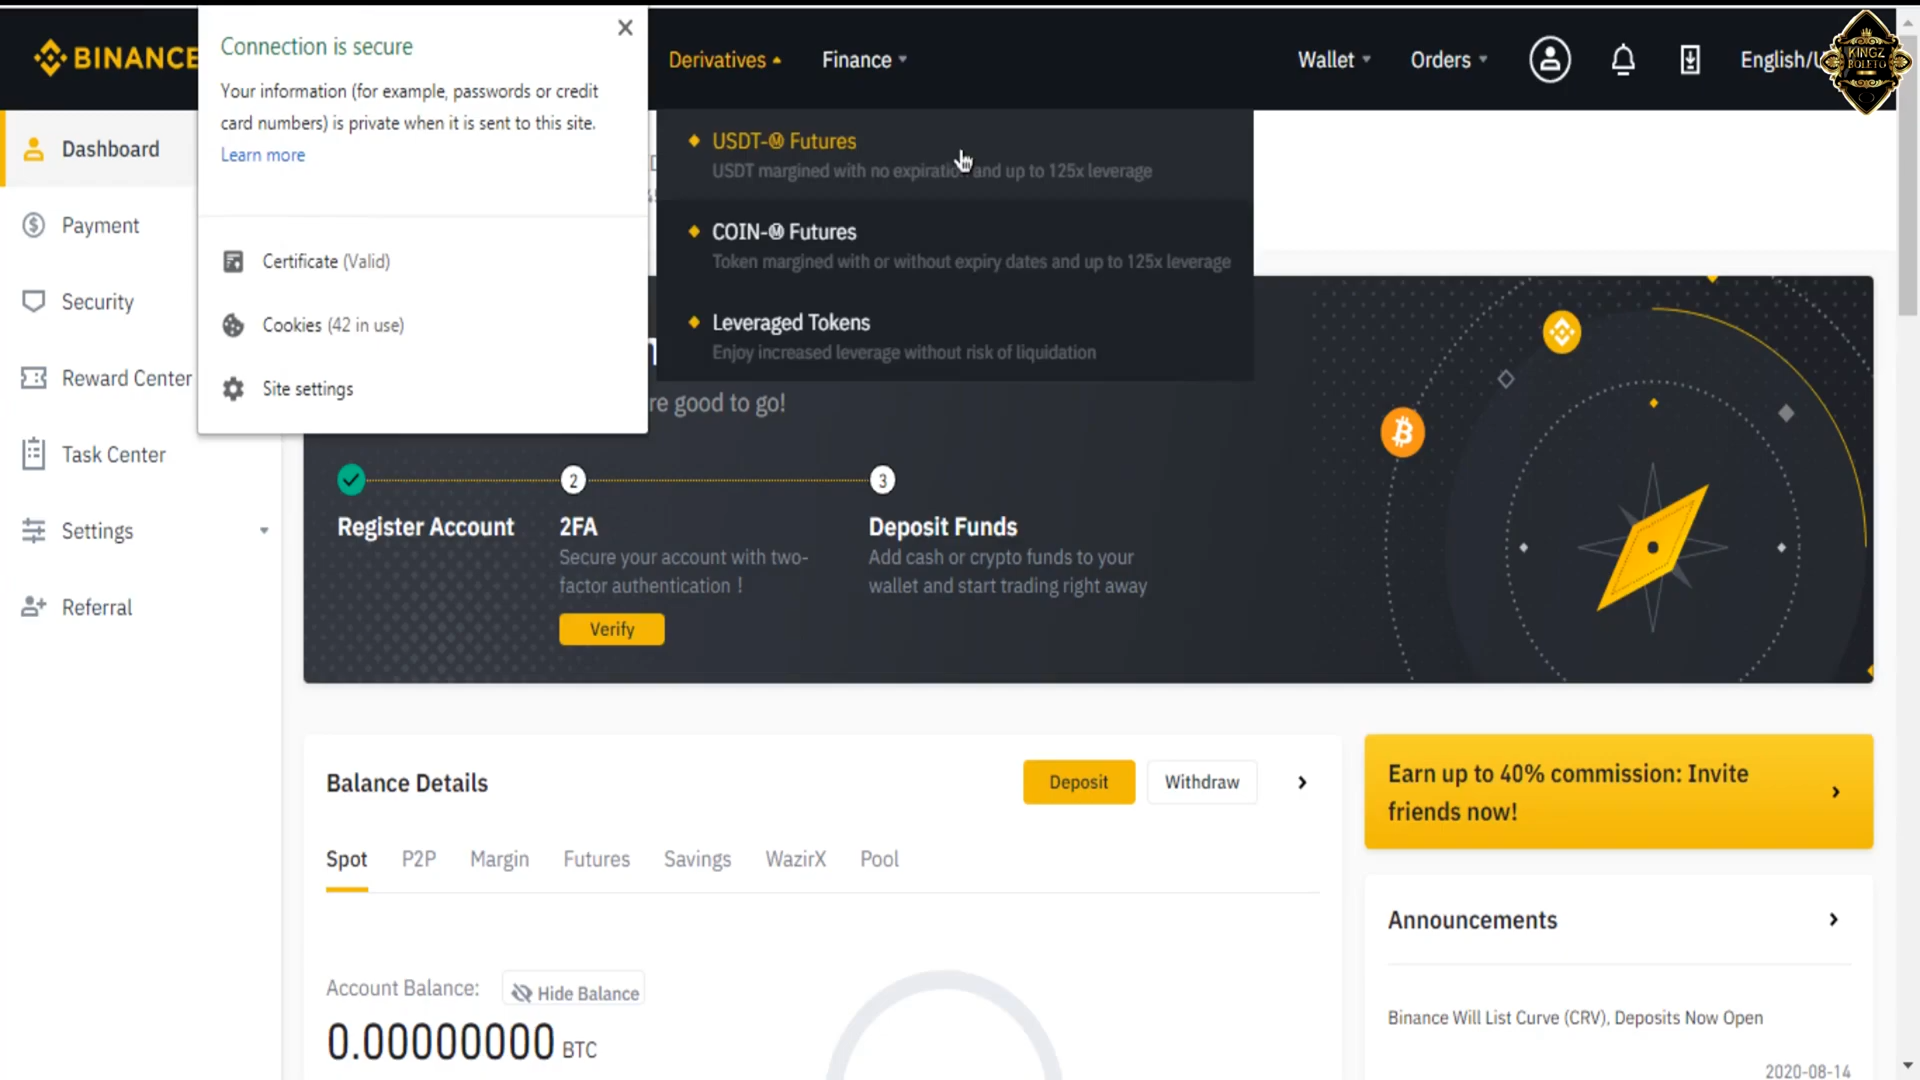 BINANCE
Connection is secure
Your information (for example, passwords or credit
card numbers) is private when it is sent to this site.
Learn more
Certificate (Valid)
Cookies (42 in use)
Site settings
Derivatives
Finance
Wallet
Orders
English/U
KINGZ
BOLETO
USDT-Ⓜ Futures
USDT margined with no expiration and up to 125x leverage
COIN-Ⓜ Futures
Token margined with or without expiry dates and up to 125x leverage
Leveraged Tokens
Enjoy increased leverage without risk of liquidation
Dashboard
Payment
Security
Reward Center
Task Center
Settings
Referral
re good to go!
2
3
Register Account
2FA
Secure your account with two-
factor authentication !
Verify
Deposit Funds
Add cash or crypto funds to your
wallet and start trading right away
Balance Details
Deposit
Withdraw
Spot
P2P
Margin
Futures
Savings
WazirX
Pool
Account Balance:
Hide Balance
0.00000000 BTC
Earn up to 40% commission: Invite
friends now!
Announcements
Binance Will List Curve (CRV), Deposits Now Open
2020-08-14